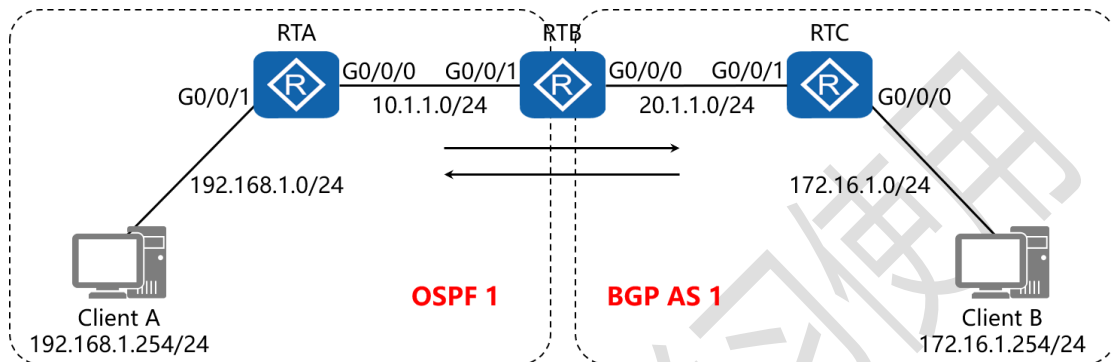 RTA
RTB
RTC
G0/0/0
G0/0/1
G0/0/0
G0/0/1
G0/0/1
G0/0/0
10.1.1.0/24
20.1.1.0/24
192.168.1.0/24
172.16.1.0/24
R
R
R
OSPF 1
BGP AS 1
Client A
192.168.1.254/24
Client B
172.16.1.254/24
使用